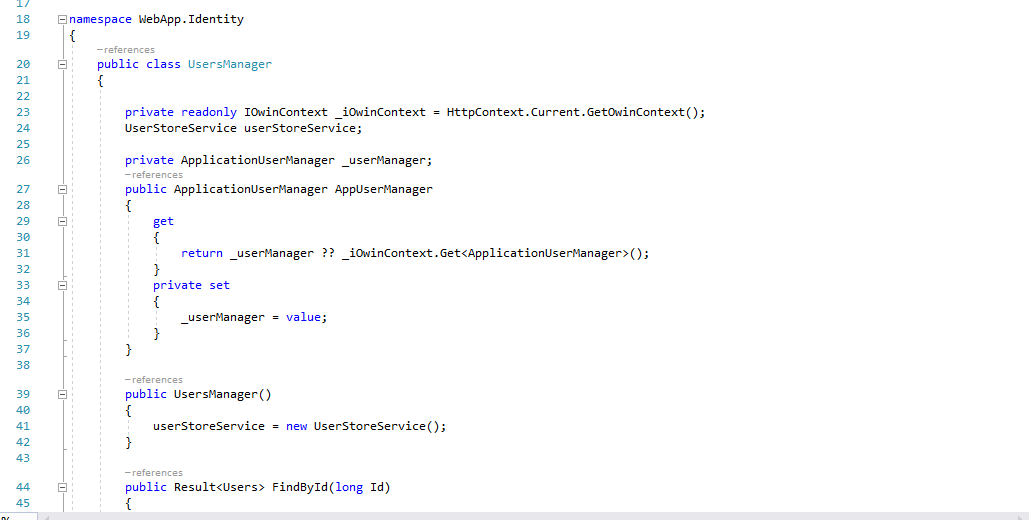 17
18 namespace WebApp.Identity
19 {
–references
20 public class UsersManager
21 {
22
23 private readonly IOwinContext _iOwinContext = HttpContext.Current.GetOwinContext();
24 UserStoreService userStoreService;
25
26 private ApplicationUserManager _userManager;
–references
27 public ApplicationUserManager AppUserManager
28 {
29 get
30 {
31 return _userManager ?? _iOwinContext.Get<ApplicationUserManager>();
32 }
33 private set
34 {
35 _userManager = value;
36 }
37 }
38
–references
39 public UsersManager()
40 {
41 userStoreService = new UserStoreService();
42 }
43
–references
44 public Result<Users> FindById(long Id)
45 {
%